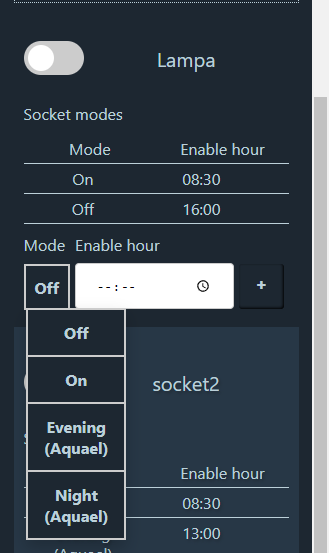 Lampa
Socket modes
Mode Enable hour
On 08:30
Off 16:00
Mode Enable hour
Off --:-- +
Off
On
Evening
(Aquael)
Night
(Aquael)
socket2
Enable hour
08:30
13:00
(Aquael)